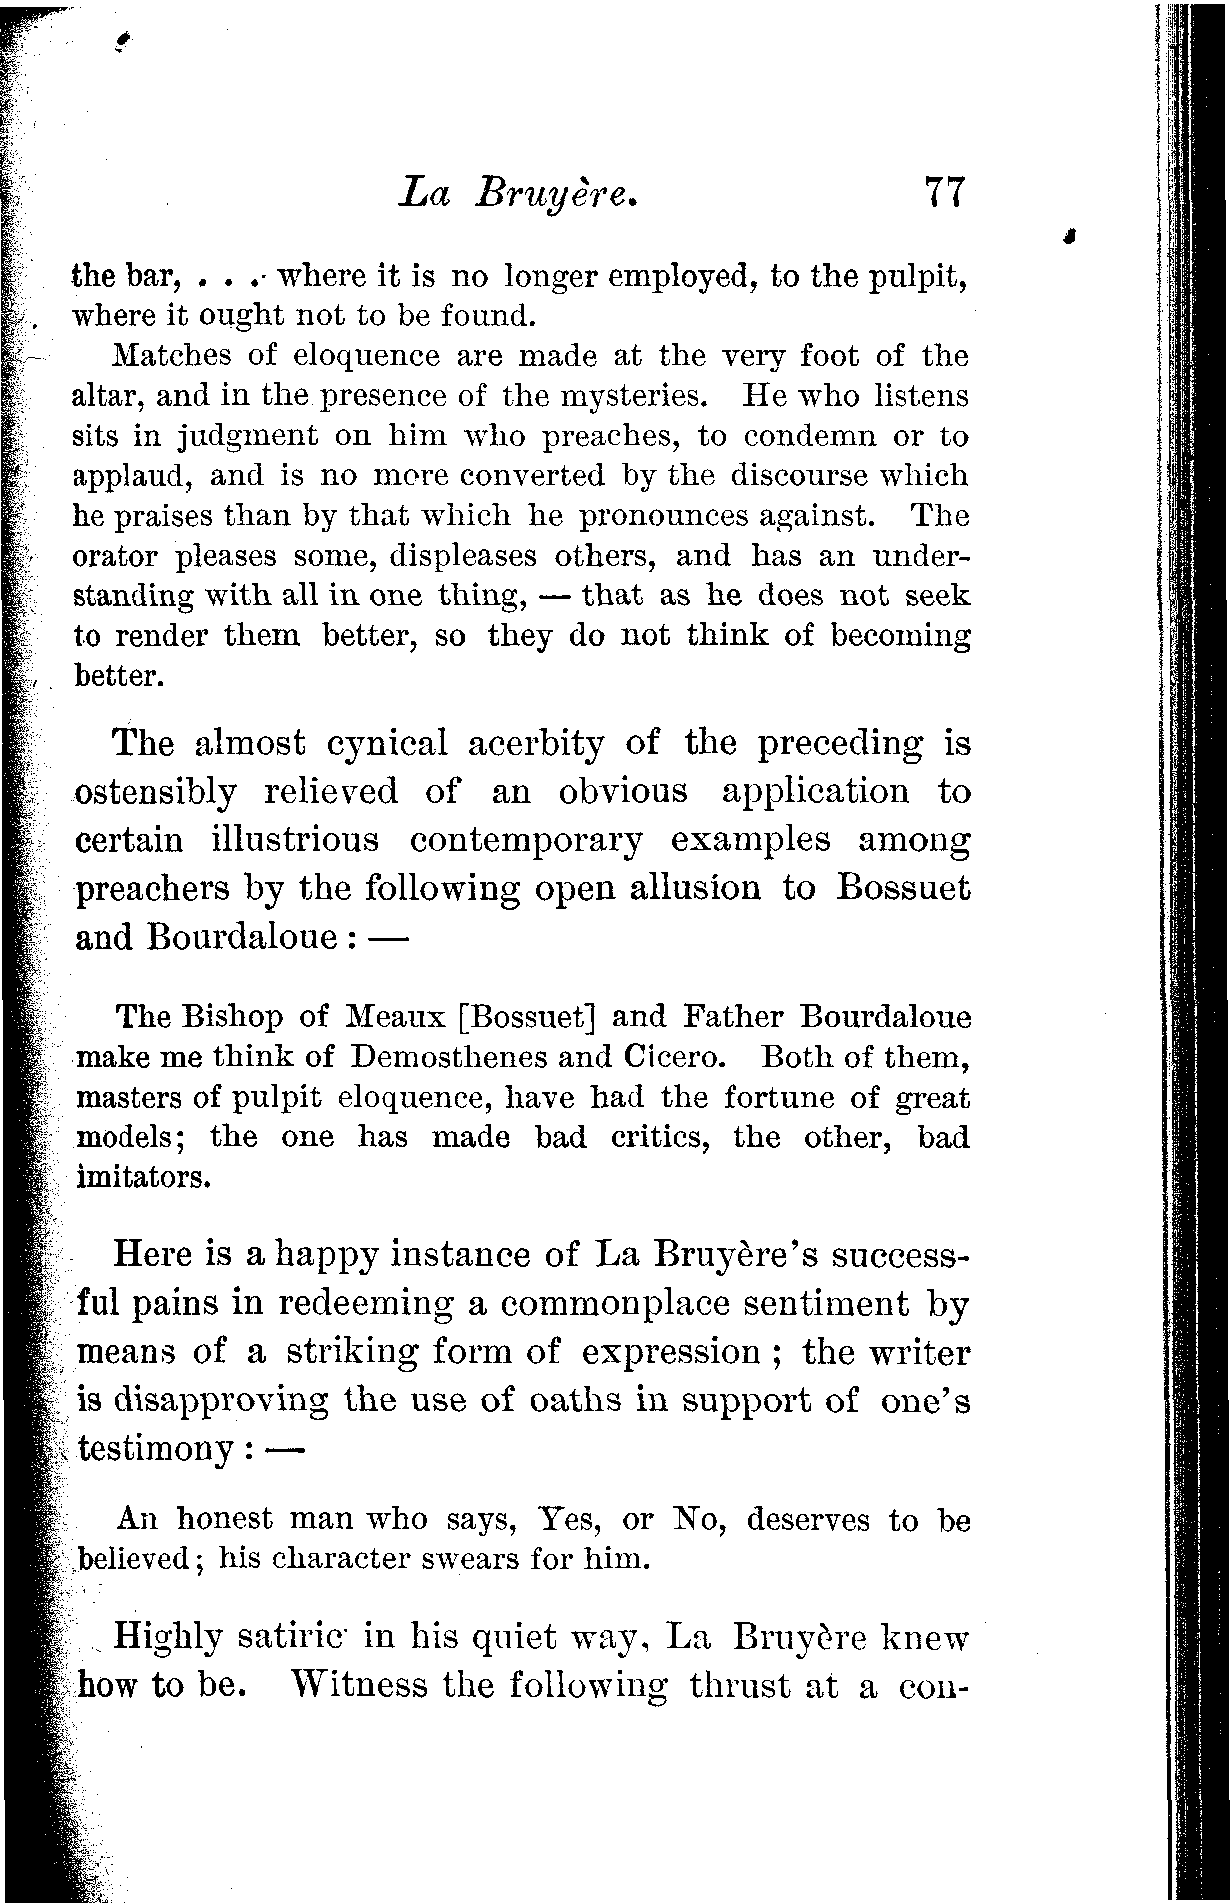 La Bruyère. 77
the bar, . . . where it is no longer employed, to the pulpit,
where it ought not to be found.
Matches of eloquence are made at the very foot of the
altar, and in the presence of the mysteries. He who listens
sits in judgment on him who preaches, to condemn or to
applaud, and is no more converted by the discourse which
he praises than by that which he pronounces against. The
orator pleases some, displeases others, and has an under-
standing with all in one thing, — that as he does not seek
to render them better, so they do not think of becoming
better.
The almost cynical acerbity of the preceding is
ostensibly relieved of an obvious application to
certain illustrious contemporary examples among
preachers by the following open allusion to Bossuet
and Bourdaloue : —
The Bishop of Meaux [Bossuet] and Father Bourdaloue
make me think of Demosthenes and Cicero. Both of them,
masters of pulpit eloquence, have had the fortune of great
models; the one has made bad critics, the other, bad
imitators.
Here is a happy instance of La Bruyère's success-
ful pains in redeeming a commonplace sentiment by
means of a striking form of expression ; the writer
is disapproving the use of oaths in support of one's
testimony : —
An honest man who says, Yes, or No, deserves to be
believed; his character swears for him.
Highly satiric in his quiet way, La Bruyère knew
how to be. Witness the following thrust at a con-